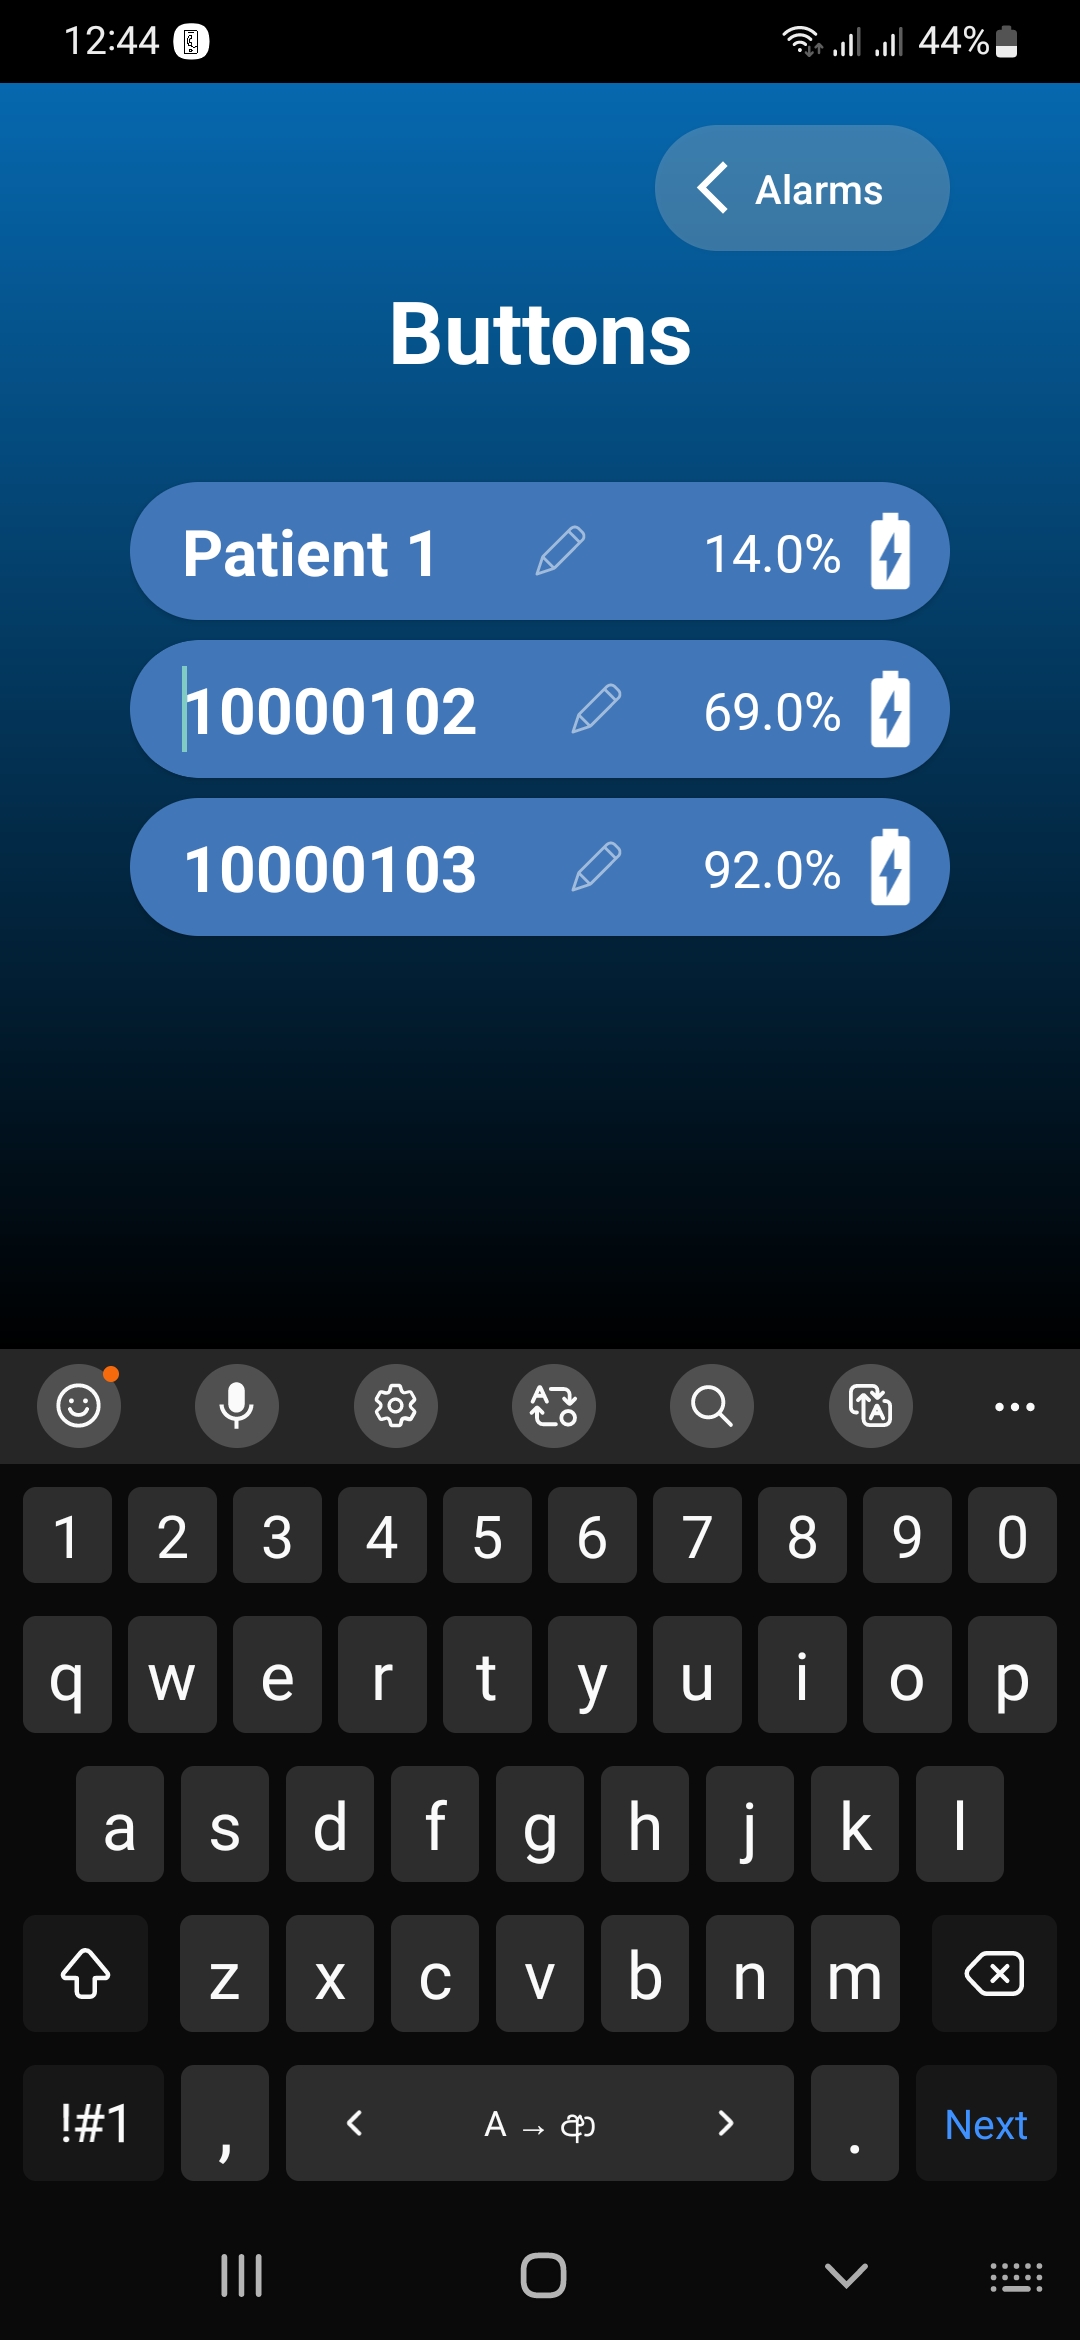 12:44 44%
Alarms
Buttons
Patient 1 14.0%
10000102 69.0%
10000103 92.0%
1 2 3 4 5 6 7 8 9 0
q w e r t y u i o p
a s d f g h j k l
z x c v b n m
!#1 , < A → > . Next